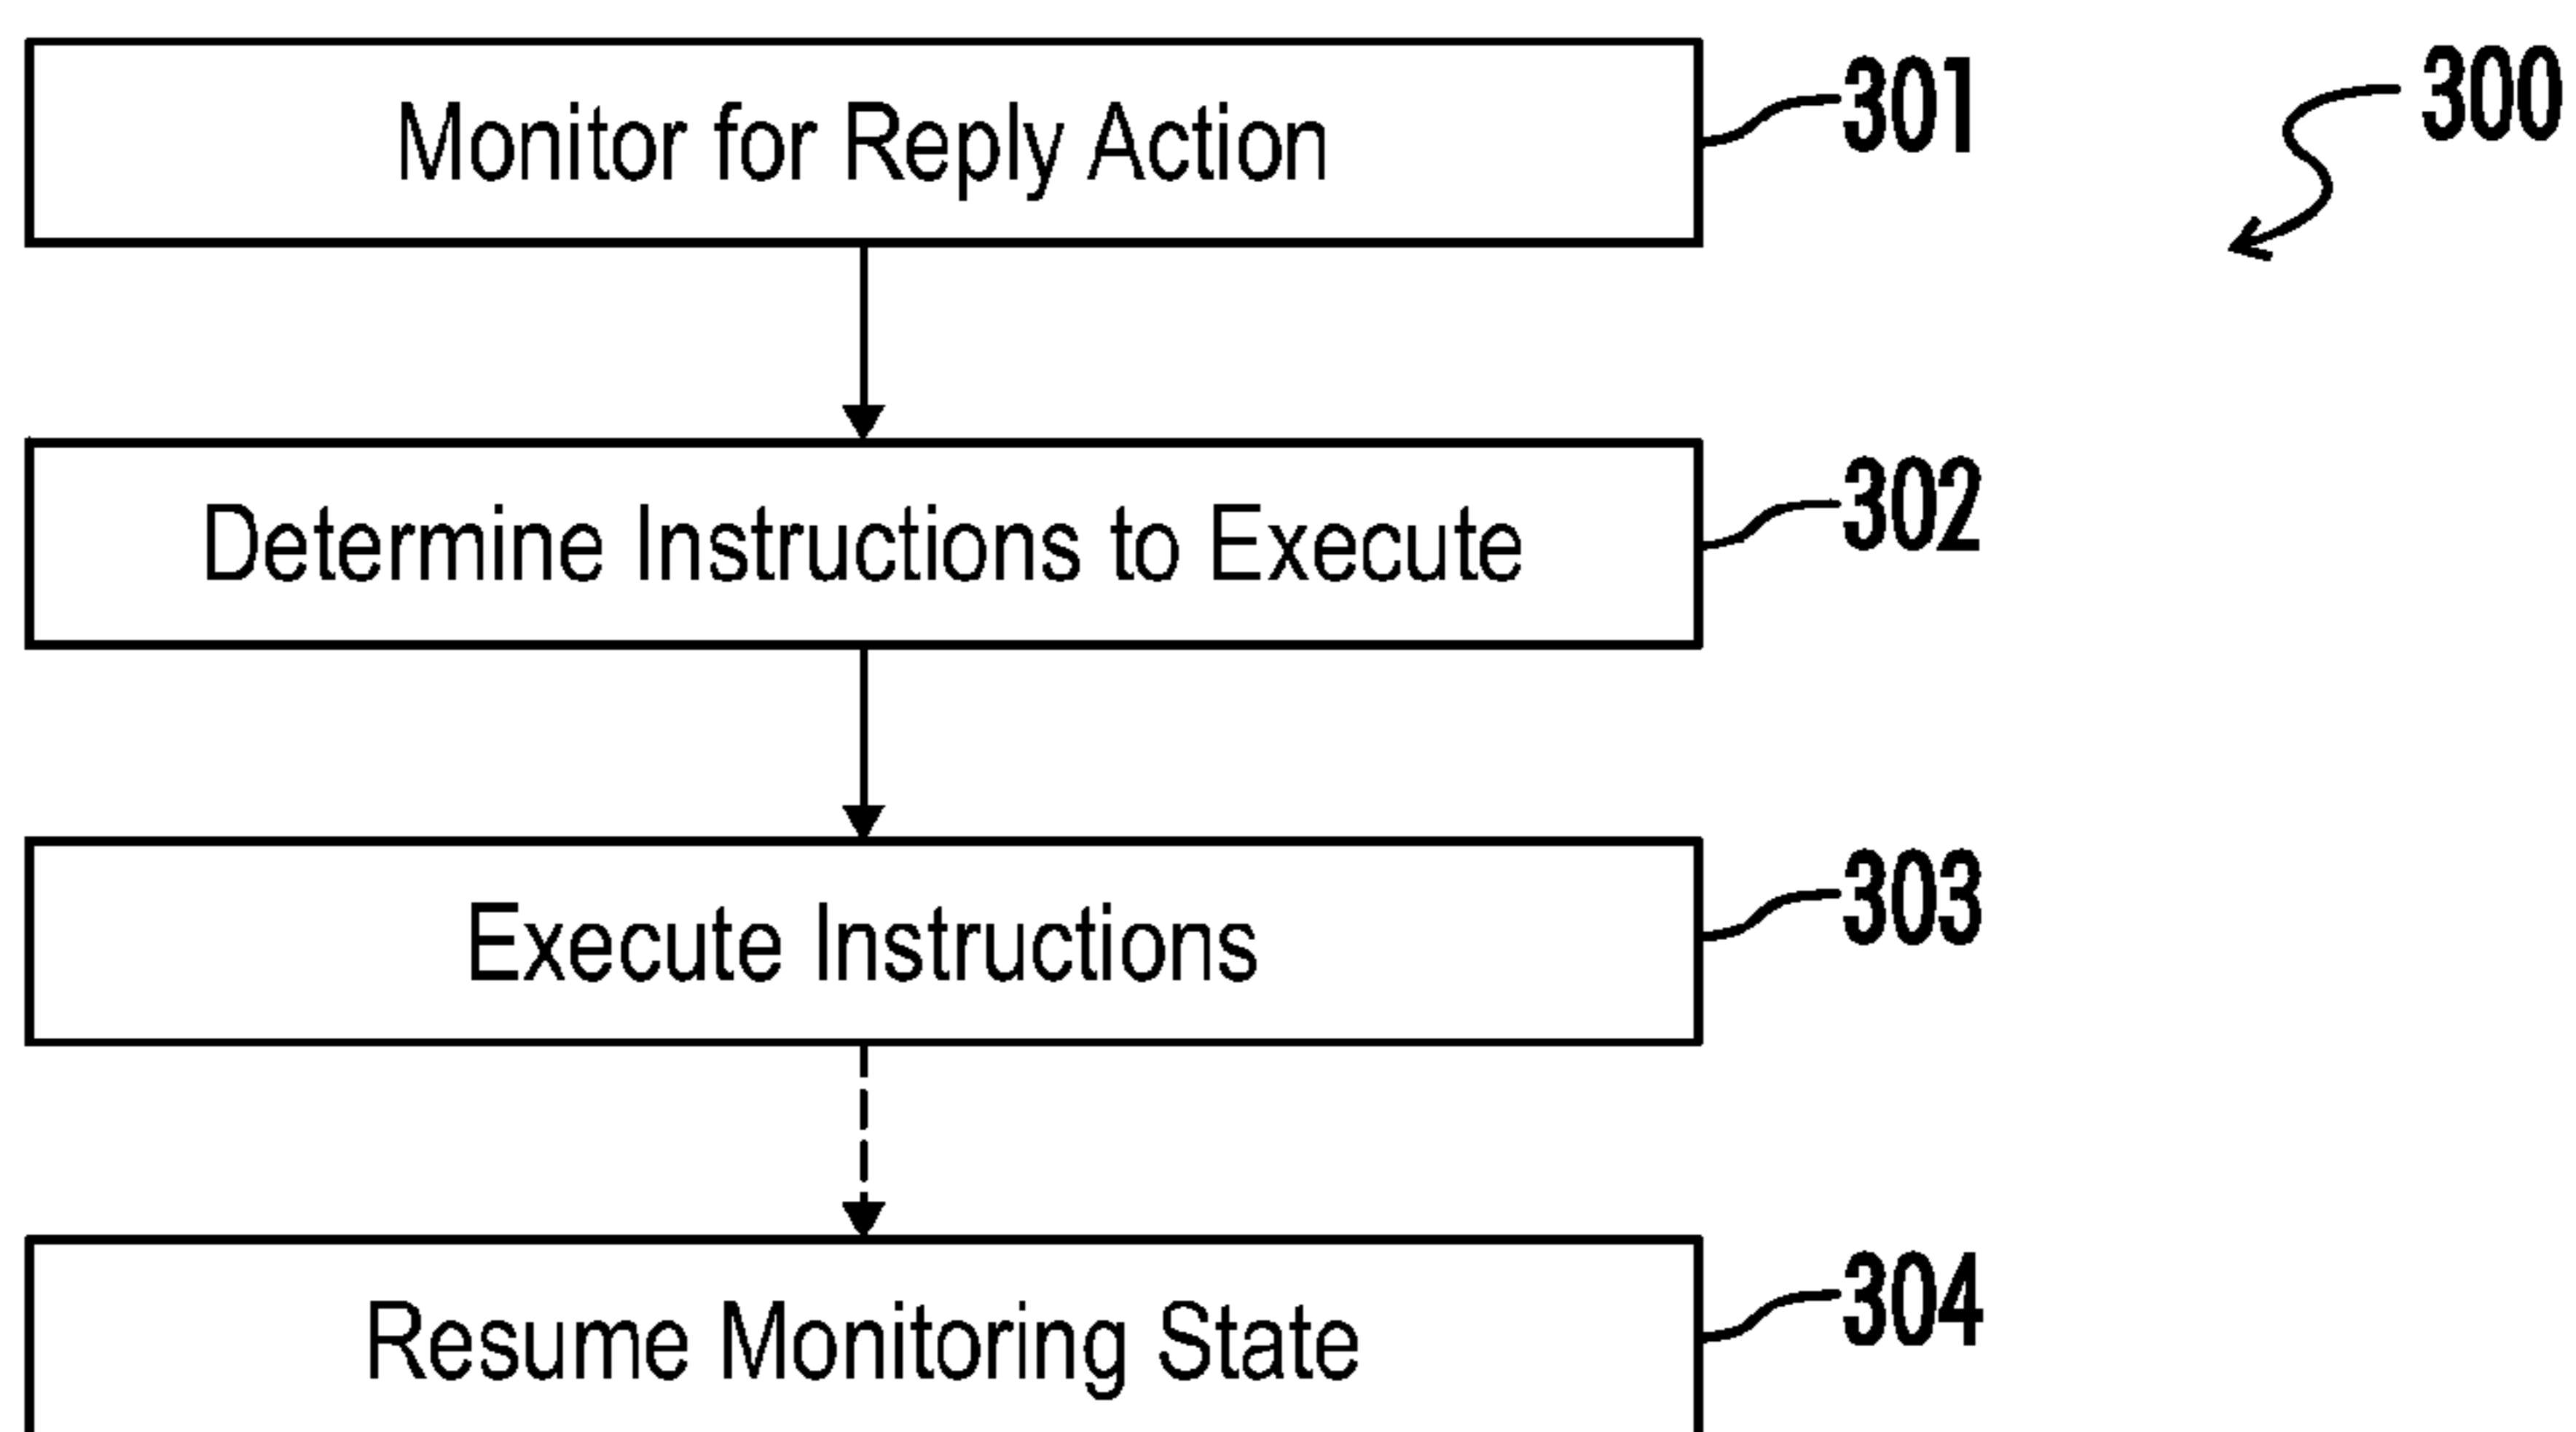 Monitor for Reply Action
301
300
Determine Instructions to Execute
302
Execute Instructions
303
Resume Monitoring State
304